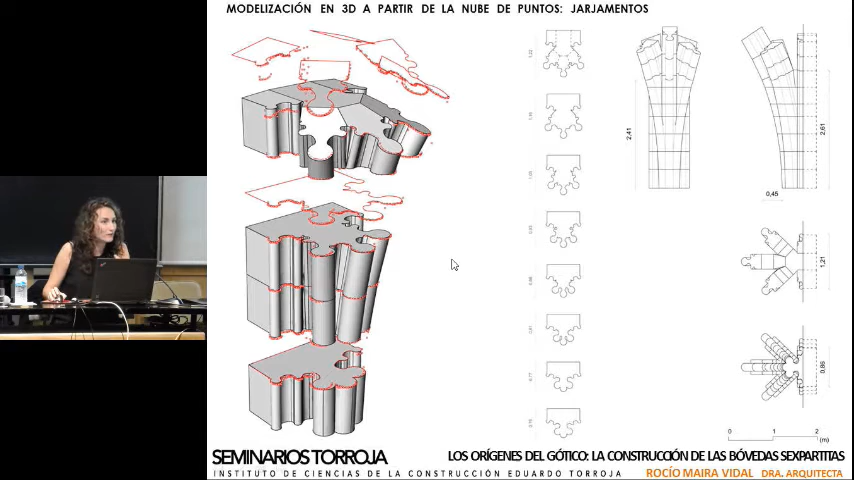 MODELIZACIÓN EN 3D A PARTIR DE LA NUBE DE PUNTOS: JARJAMENTOS
2,41
2,61
0,45
1,21
0,86
0 1 2 (m)
SEMINARIOS TORROJA
LOS ORÍGENES DEL GÓTICO: LA CONSTRUCCIÓN DE LAS BÓVEDAS SEXPARTITAS
INSTITUTO DE CIENCIAS DE LA CONSTRUCCIÓN EDUARDO TORROJA
ROCÍO MAIRA VIDAL DRA. ARQUITECTA